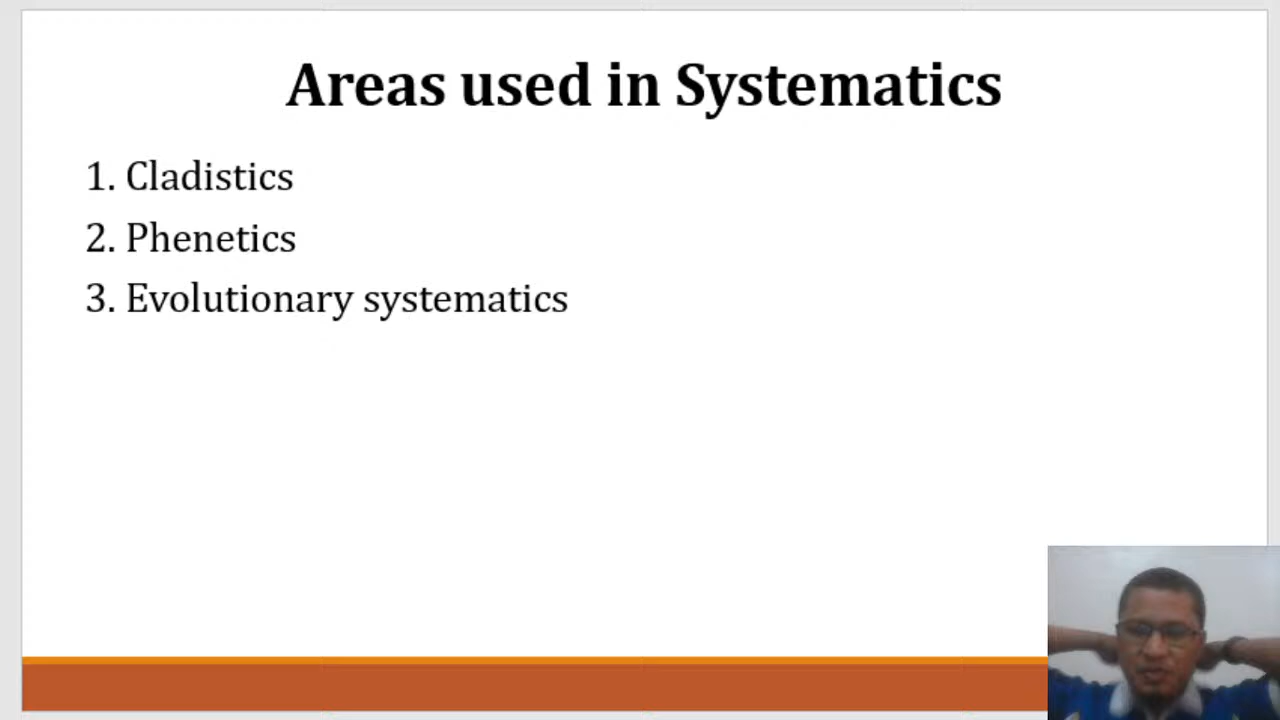 Areas used in Systematics
1. Cladistics
2. Phenetics
3. Evolutionary systematics